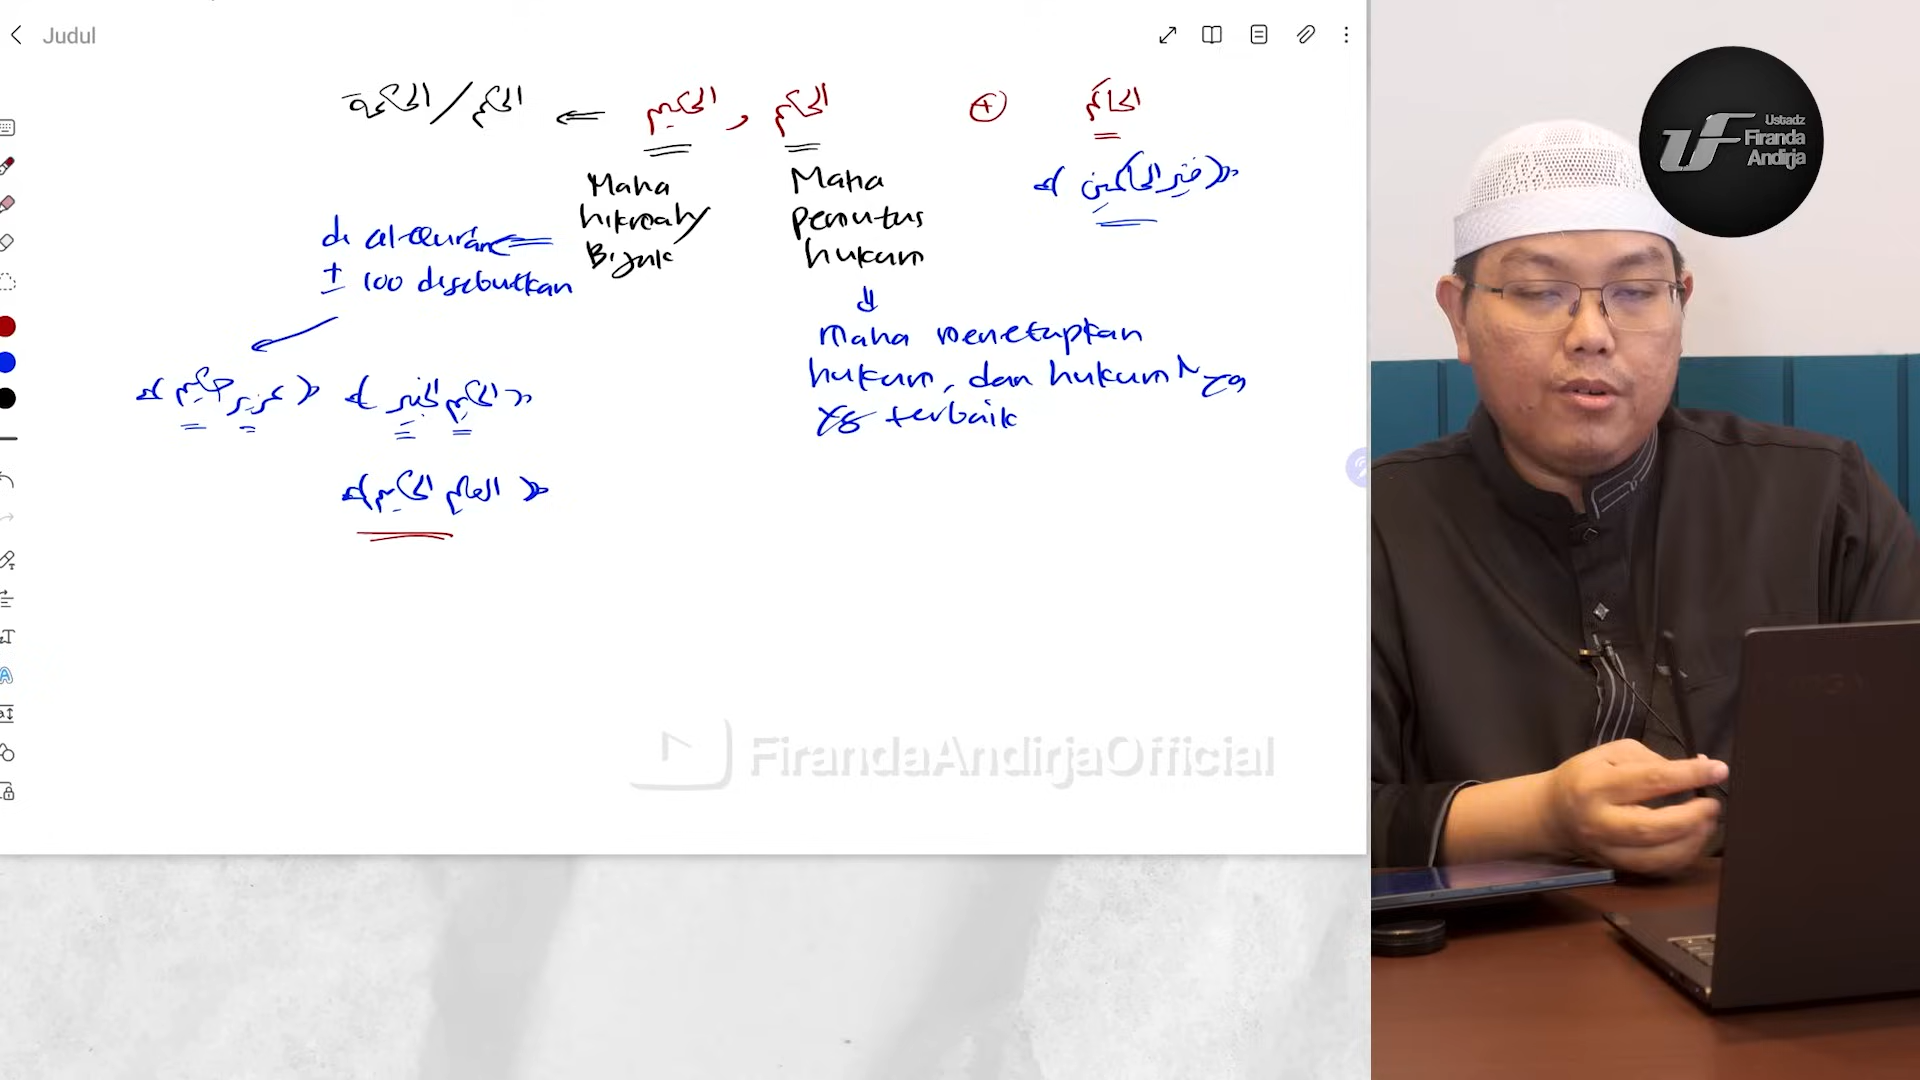 Judul
الحاكم
⊕
الحكم , الحكيم ⇐ الحكم / الحكمة
«خير الحاكمين»
Maha
pemutus
hukum
⇓
Maha menetapkan
hukum, dan hukumNya
yg terbaik
Maha
hikmah/
Bijak
di al-Quran
± 100 disebutkan
«الحكيم الخبير»
«عزيز حكيم»
«العليم الحكيم»
Ustadz
Firanda
Andirja
FirandaAndirjaOfficial